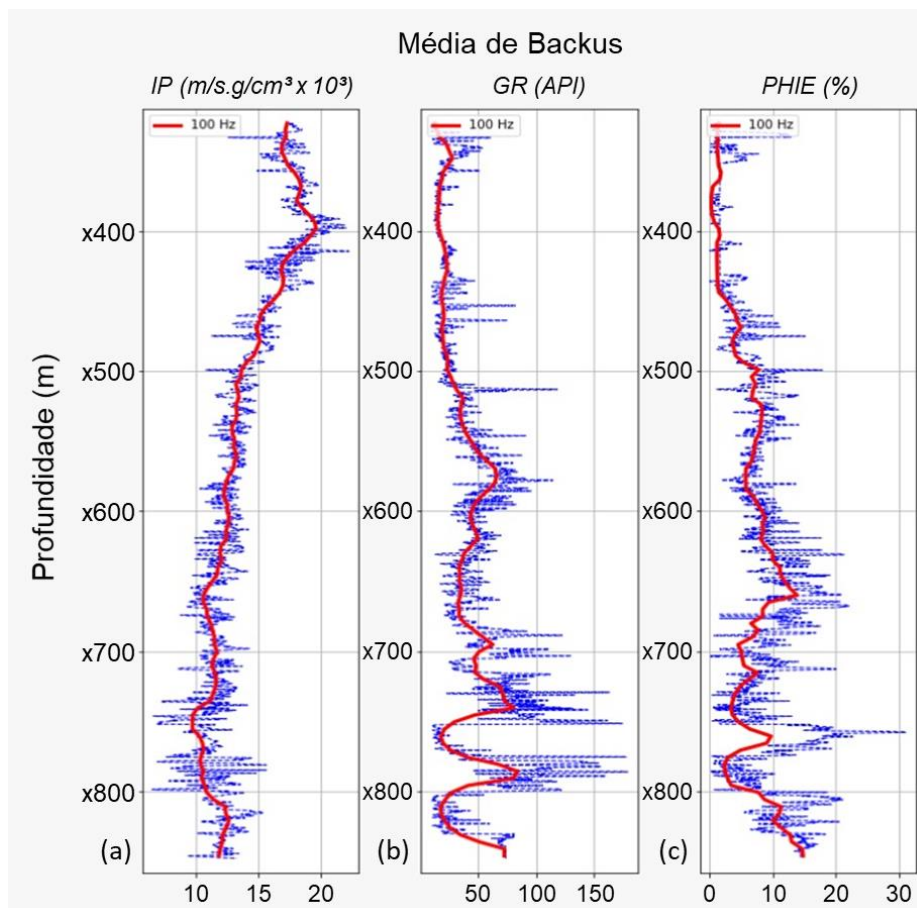 Média de Backus
IP (m/s.g/cm³ x 10³) GR (API) PHIE (%)
100 Hz 100 Hz 100 Hz
x400 x400 x400
x500 x500 x500
x600 x600 x600
x700 x700 x700
x800 x800 x800
Profundidade (m)
(a) (b) (c)
10 15 20 50 100 150 0 10 20 30